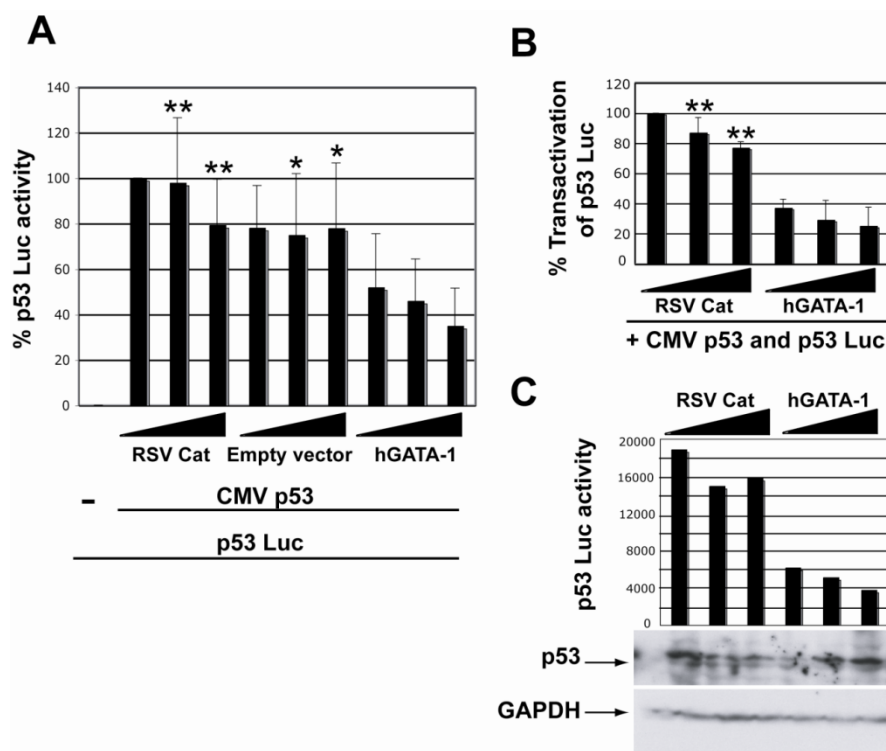 A
% p53 Luc activity
140
120
100
80
60
40
20
0
**
**
*
*
RSV Cat Empty vector hGATA-1
-
CMV p53
p53 Luc
B
% Transactivation
of p53 Luc
120
100
80
60
40
20
0
**
**
RSV Cat hGATA-1
+ CMV p53 and p53 Luc
C
RSV Cat hGATA-1
p53 Luc activity
20000
16000
12000
8000
4000
0
p53
GAPDH